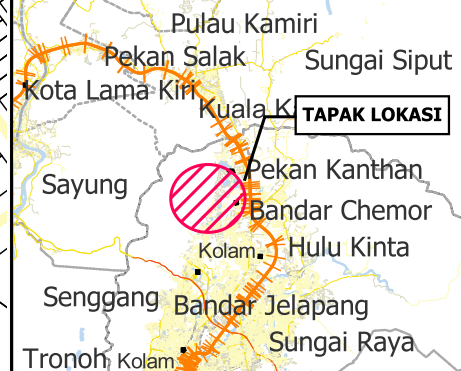 Pulau Kamiri
Pekan Salak
Sungai Siput
Kota Lama Kiri
Kuala K
TAPAK LOKASI
Pekan Kanthan
Sayung
Bandar Chemor
Kolam
Hulu Kinta
Senggang
Bandar Jelapang
Sungai Raya
Tronoh
Kolam